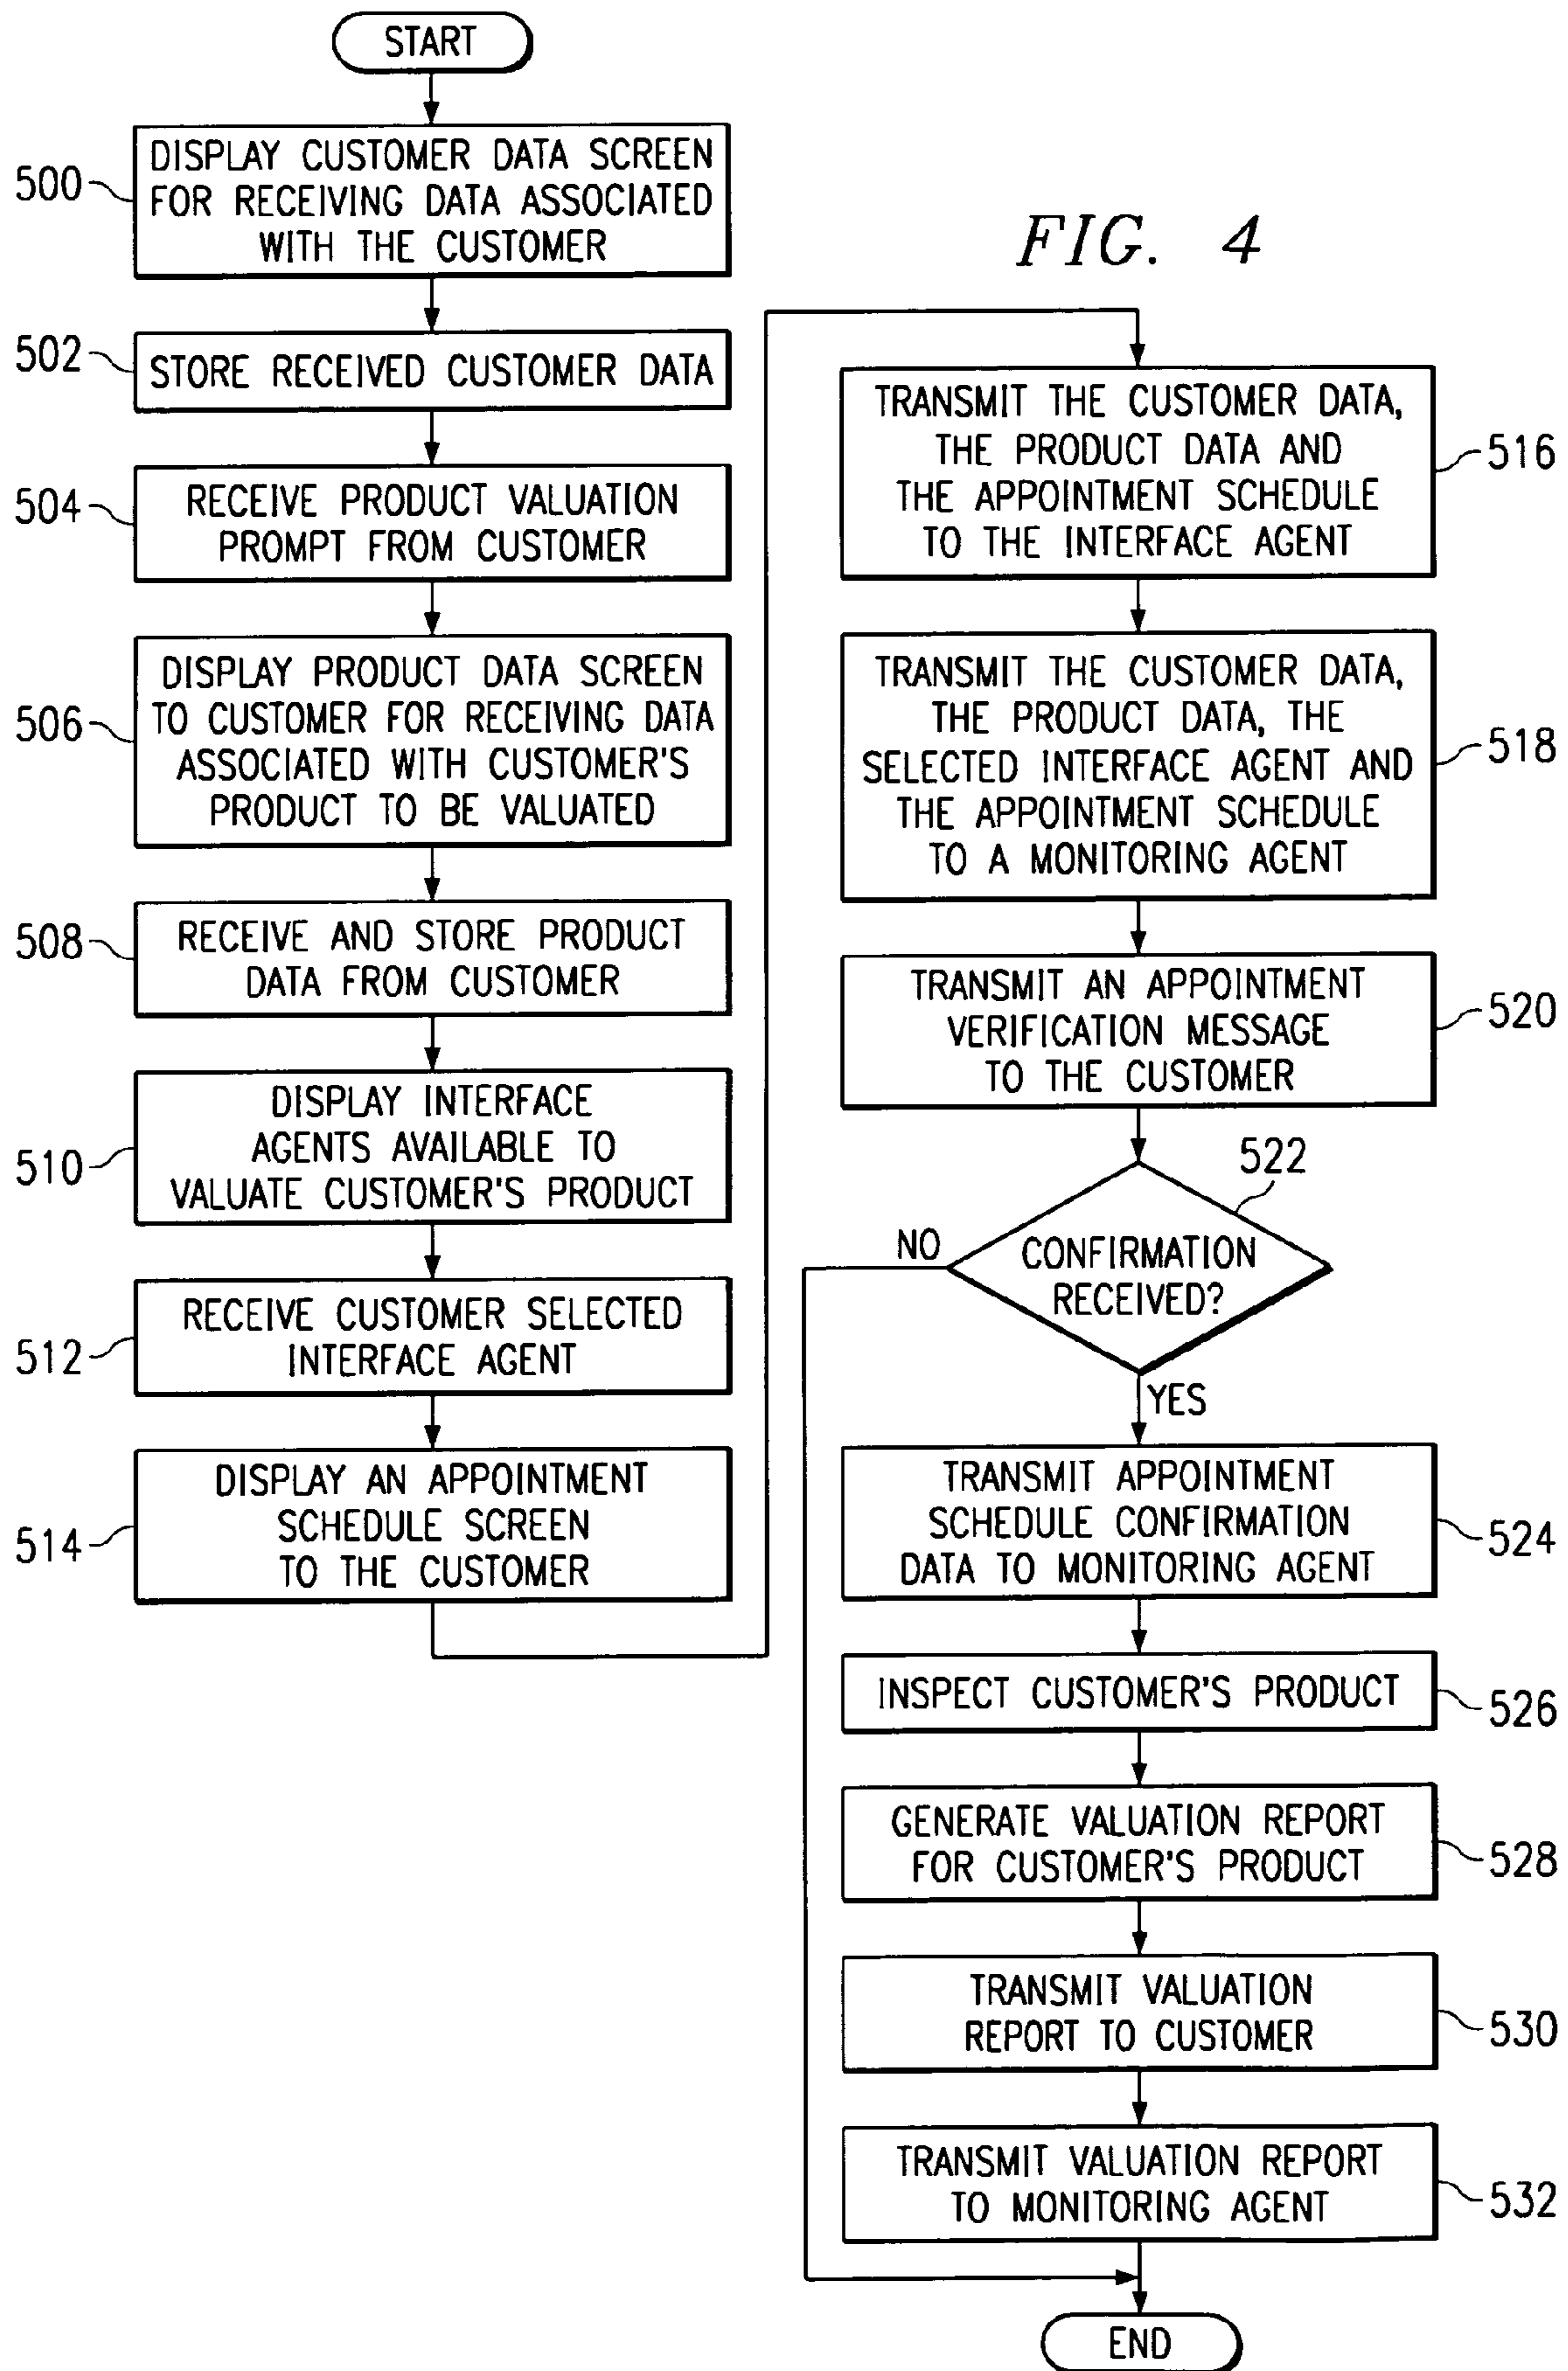 START
500
DISPLAY CUSTOMER DATA SCREEN
FOR RECEIVING DATA ASSOCIATED
WITH THE CUSTOMER
502
STORE RECEIVED CUSTOMER DATA
504
RECEIVE PRODUCT VALUATION
PROMPT FROM CUSTOMER
506
DISPLAY PRODUCT DATA SCREEN
TO CUSTOMER FOR RECEIVING DATA
ASSOCIATED WITH CUSTOMER'S
PRODUCT TO BE VALUATED
508
RECEIVE AND STORE PRODUCT
DATA FROM CUSTOMER
510
DISPLAY INTERFACE
AGENTS AVAILABLE TO
VALUATE CUSTOMER'S PRODUCT
512
RECEIVE CUSTOMER SELECTED
INTERFACE AGENT
514
DISPLAY AN APPOINTMENT
SCHEDULE SCREEN
TO THE CUSTOMER
FIG. 4
TRANSMIT THE CUSTOMER DATA,
THE PRODUCT DATA AND
THE APPOINTMENT SCHEDULE
TO THE INTERFACE AGENT
516
TRANSMIT THE CUSTOMER DATA,
THE PRODUCT DATA, THE
SELECTED INTERFACE AGENT AND
THE APPOINTMENT SCHEDULE
TO A MONITORING AGENT
518
TRANSMIT AN APPOINTMENT
VERIFICATION MESSAGE
TO THE CUSTOMER
520
522
NO
CONFIRMATION
RECEIVED?
YES
TRANSMIT APPOINTMENT
SCHEDULE CONFIRMATION
DATA TO MONITORING AGENT
524
INSPECT CUSTOMER'S PRODUCT
526
GENERATE VALUATION REPORT
FOR CUSTOMER'S PRODUCT
528
TRANSMIT VALUATION
REPORT TO CUSTOMER
530
TRANSMIT VALUATION REPORT
TO MONITORING AGENT
532
END